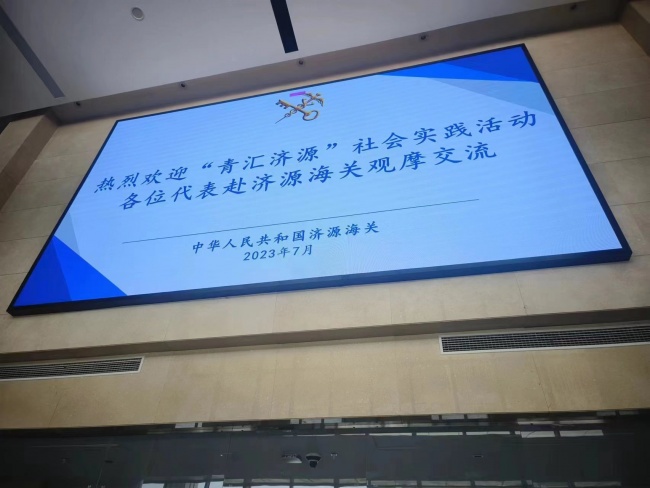 热烈欢迎“青汇济源”社会实践活动
各位代表赴济源海关观摩交流
中华人民共和国济源海关
2023年7月